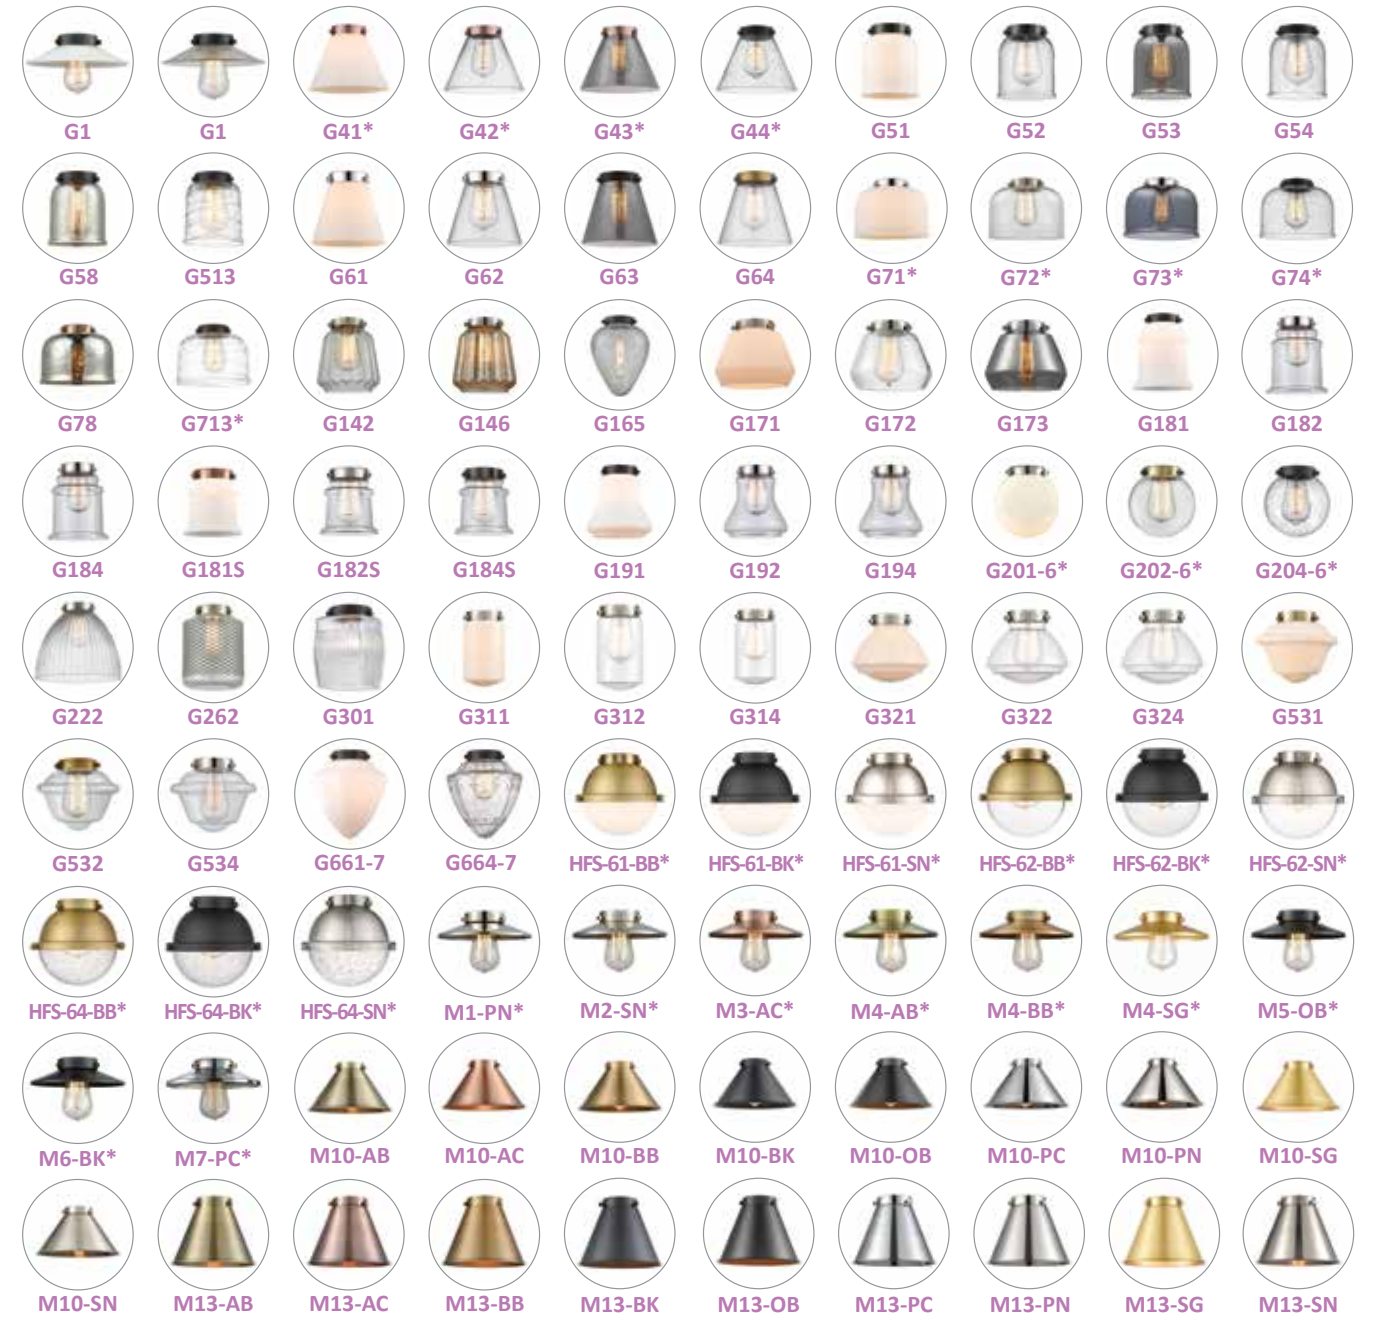 G1 G1 G41* G42* G43* G44* G51 G52 G53 G54
G58 G513 G61 G62 G63 G64 G71* G72* G73* G74*
G78 G713* G142 G146 G165 G171 G172 G173 G181 G182
G184 G181S G182S G184S G191 G192 G194 G201-6* G202-6* G204-6*
G222 G262 G301 G311 G312 G314 G321 G322 G324 G531
G532 G534 G661-7 G664-7 HFS-61-BB* HFS-61-BK* HFS-61-SN* HFS-62-BB* HFS-62-BK* HFS-62-SN*
HFS-64-BB* HFS-64-BK* HFS-64-SN* M1-PN* M2-SN* M3-AC* M4-AB* M4-BB* M4-SG* M5-OB*
M6-BK* M7-PC* M10-AB M10-AC M10-BB M10-BK M10-OB M10-PC M10-PN M10-SG
M10-SN M13-AB M13-AC M13-BB M13-BK M13-OB M13-PC M13-PN M13-SG M13-SN